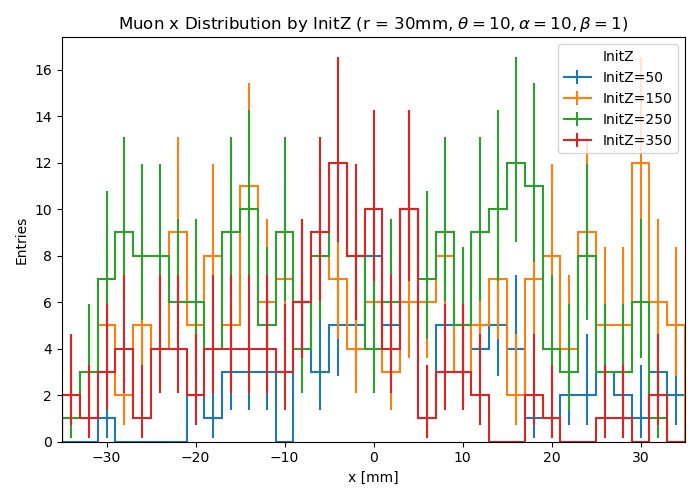 Muon x Distribution by InitZ (r = 30mm, θ = 10, α = 10, β = 1)
InitZ
InitZ=50
InitZ=150
InitZ=250
InitZ=350
Entries
16
14
12
10
8
6
4
2
0
−30
−20
−10
0
10
20
30
x [mm]